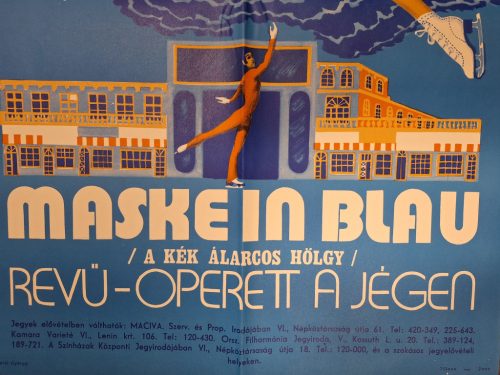 MASKE IN BLAU
/ A KÉK ÁLARCOS HÖLGY /
REVÜ-OPERETT A JÉGEN
Jegyek elővételben válthatók: MACIVA. Szerv. és Prop. Irodájában VI., Népköztársaság útja 61. Tel: 420-349, 225-643.
Kamara Varieté VI., Lenin krt. 106. Tel: 120-430. Orsz. Filharmónia Jegyiroda, V., Kossuth L. u. 20. Tel.: 389-124,
189-721. A Színházak Központi Jegyirodájában VI., Népköztársaság útja 18. Tel.: 120-000, és a szokásos jegyelővételi
helyeken.